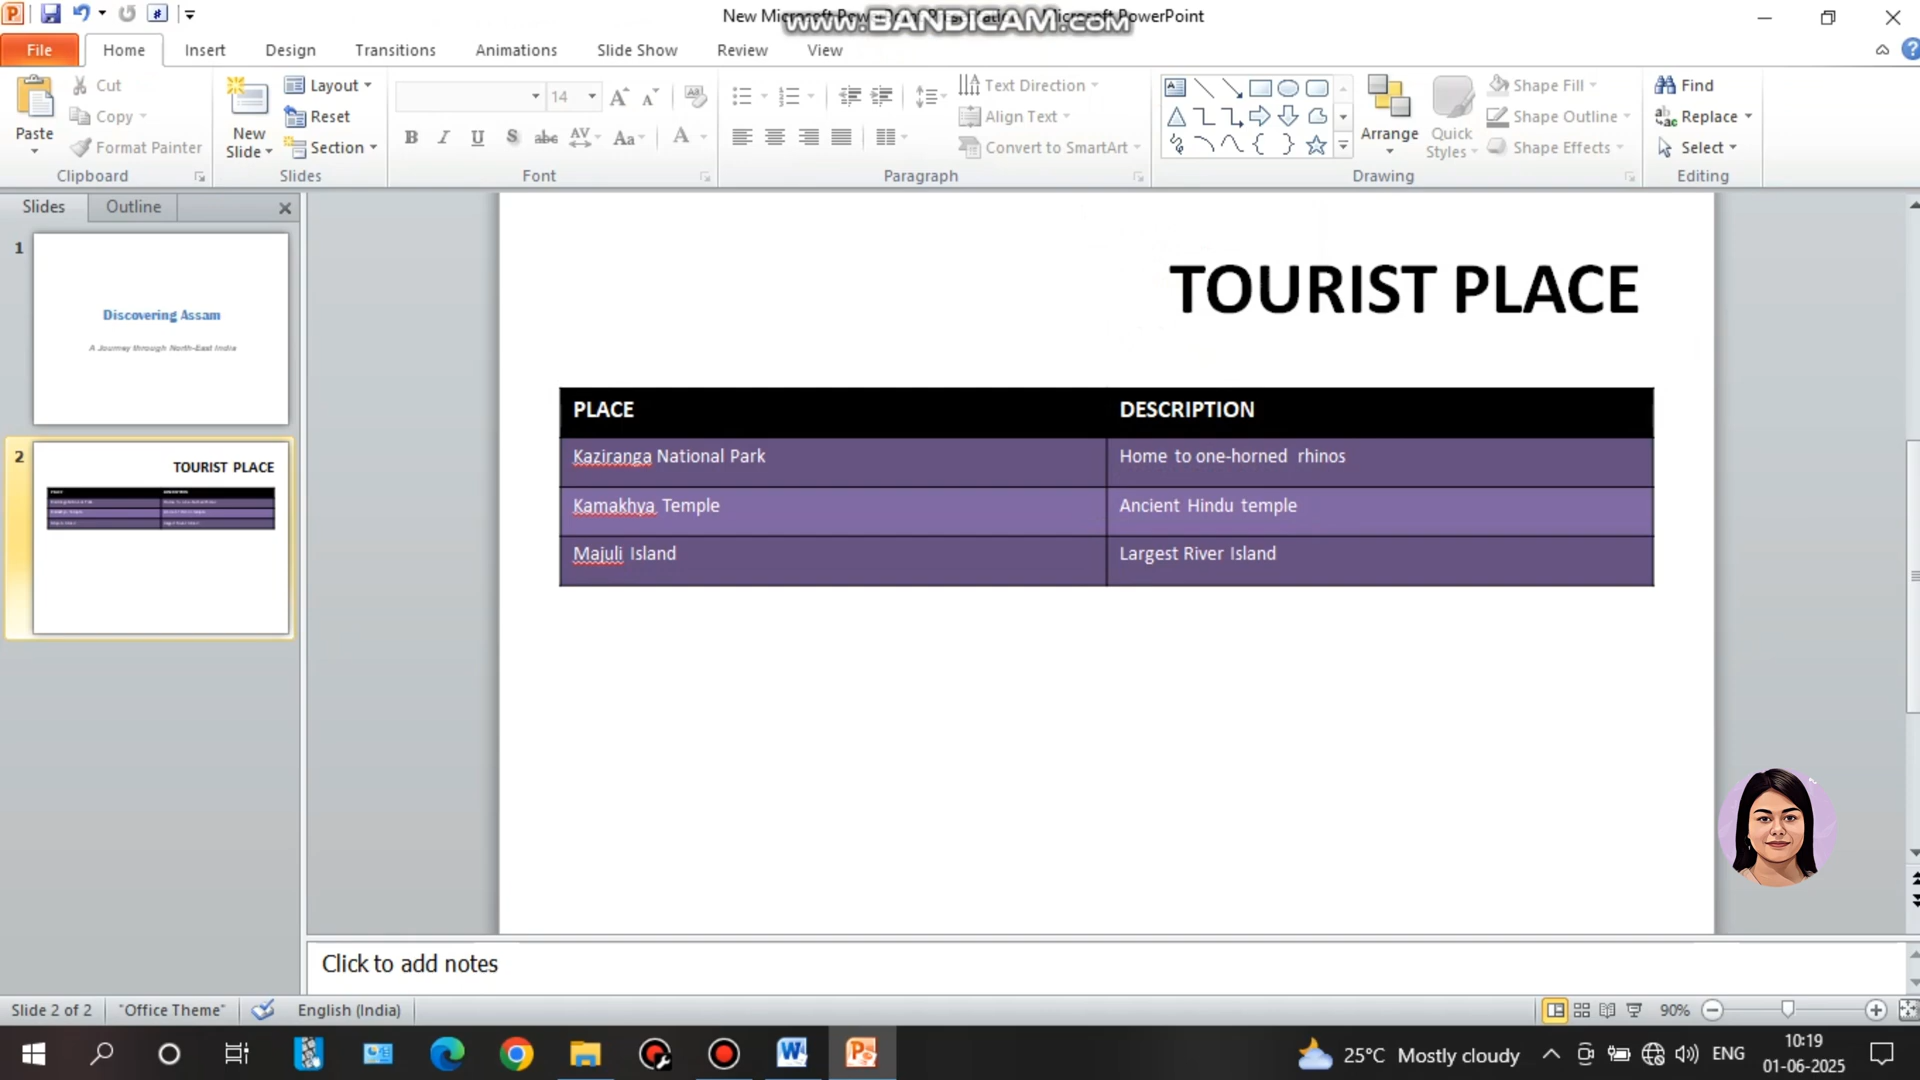 New Microsoft PowerPoint Presentation - Microsoft PowerPoint
www.BANDICAM.com
File Home Insert Design Transitions Animations Slide Show Review View
Paste
Cut
Copy
Format Painter
Clipboard
New Slide
Layout
Reset
Section
Slides
14
Font
Text Direction
Align Text
Convert to SmartArt
Paragraph
Arrange
Quick Styles
Shape Fill
Shape Outline
Shape Effects
Drawing
Find
Replace
Select
Editing
Slides Outline
1
Discovering Assam
A Journey through North-East India
2
TOURIST PLACE
TOURIST PLACE
PLACE DESCRIPTION
Kaziranga National Park Home to one-horned rhinos
Kamakhya Temple Ancient Hindu temple
Majuli Island Largest River Island
Click to add notes
Slide 2 of 2 "Office Theme" English (India) 90%
25°C Mostly cloudy ENG
10:19
01-06-2025